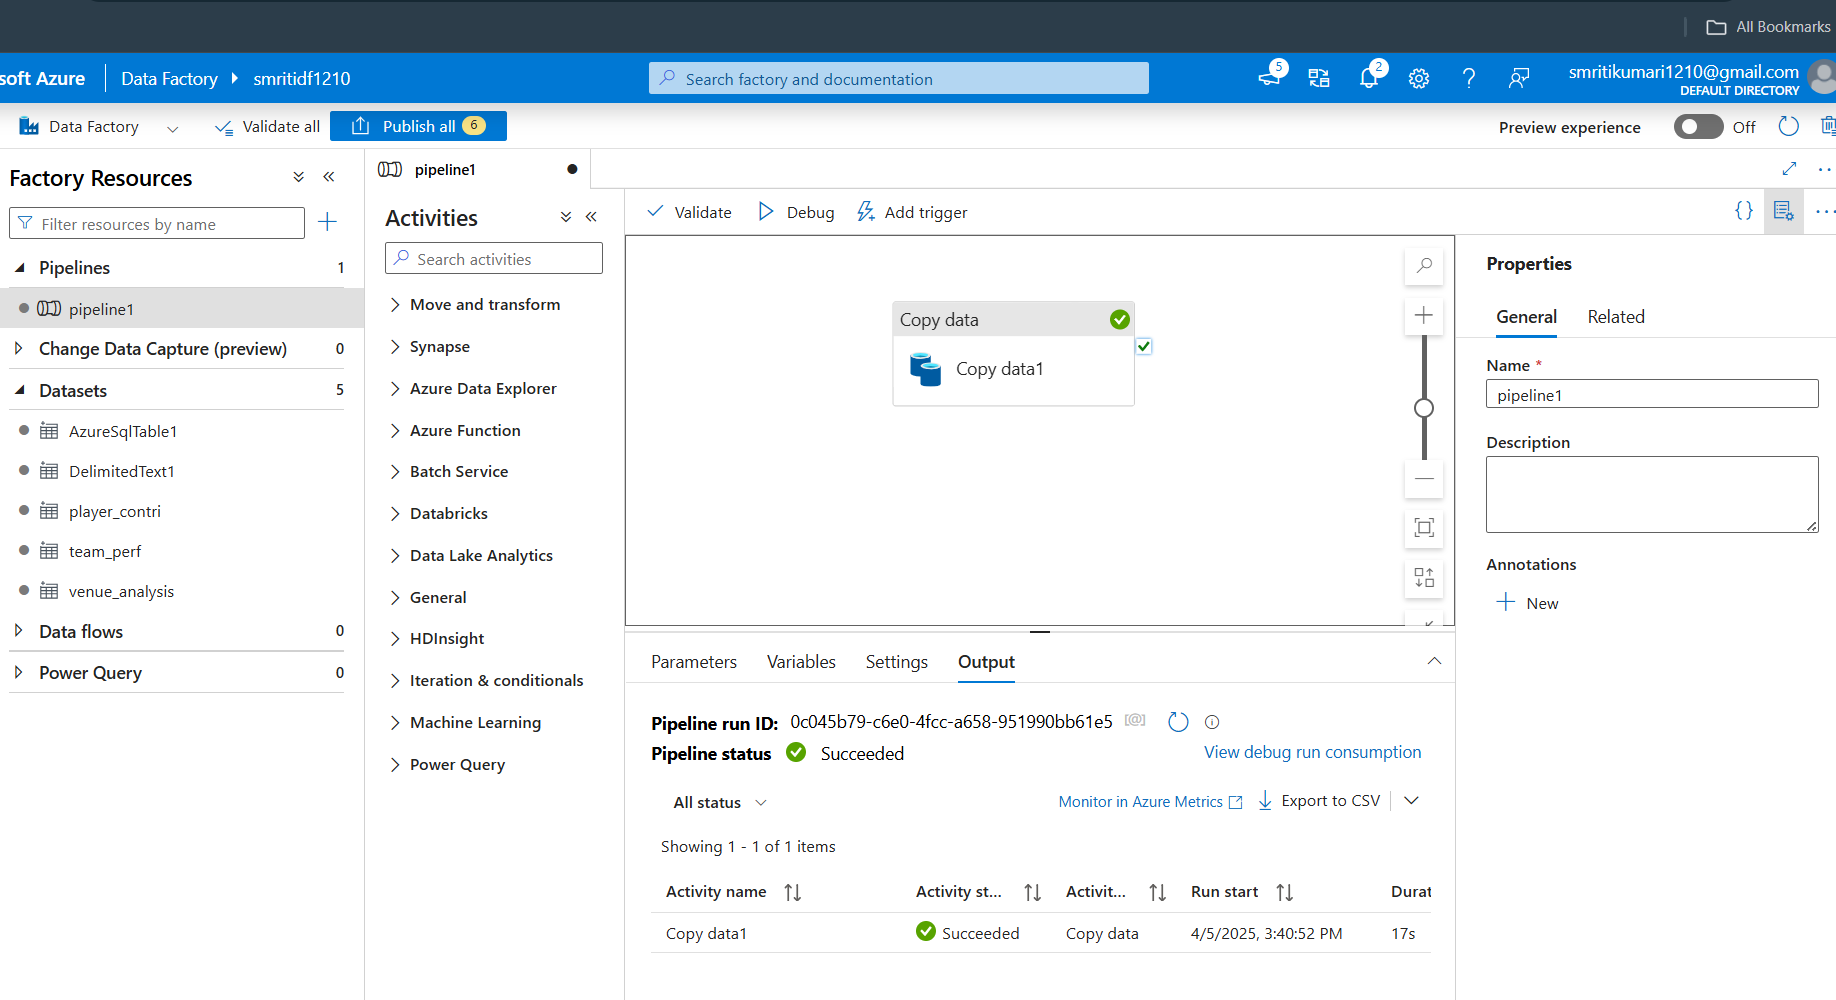 All Bookmarks
soft Azure
Data Factory
smritidf1210
Search factory and documentation
5
2
smritikumari1210@gmail.com
DEFAULT DIRECTORY
Data Factory
Validate all
Publish all 6
Preview experience
Off
Factory Resources
Filter resources by name
Pipelines 1
pipeline1
Change Data Capture (preview) 0
Datasets 5
AzureSqlTable1
DelimitedText1
player_contri
team_perf
venue_analysis
Data flows 0
Power Query 0
pipeline1
Activities
Search activities
Move and transform
Synapse
Azure Data Explorer
Azure Function
Batch Service
Databricks
Data Lake Analytics
General
HDInsight
Iteration & conditionals
Machine Learning
Power Query
Validate
Debug
Add trigger
Copy data
Copy data1
Parameters Variables Settings Output
Pipeline run ID: 0c045b79-c6e0-4fcc-a658-951990bb61e5
Pipeline status Succeeded
View debug run consumption
All status
Monitor in Azure Metrics
Export to CSV
Showing 1 - 1 of 1 items
Activity name Activity st... Activit... Run start Durat
Copy data1 Succeeded Copy data 4/5/2025, 3:40:52 PM 17s
Properties
General Related
Name *
pipeline1
Description
Annotations
New